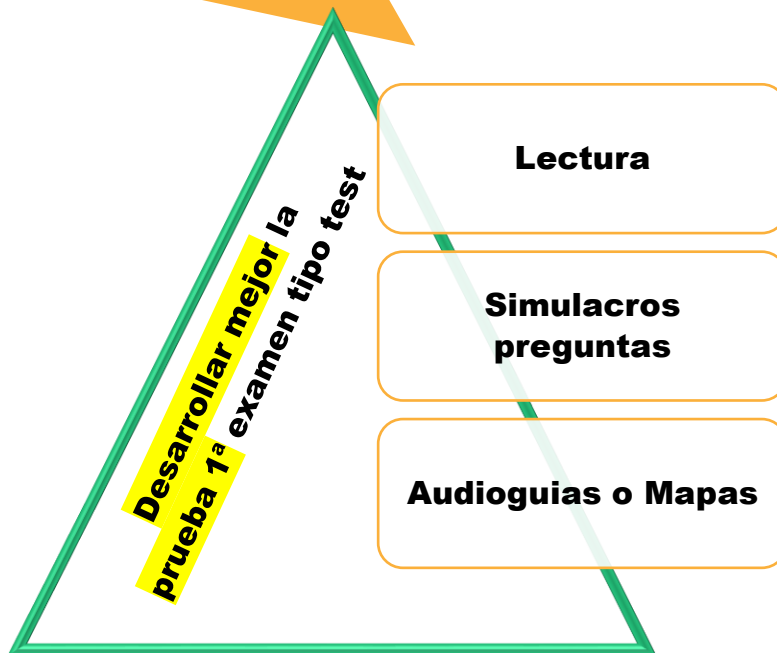 Desarrollar mejor la
prueba 1ª examen tipo test
Lectura
Simulacros
preguntas
Audioguias o Mapas